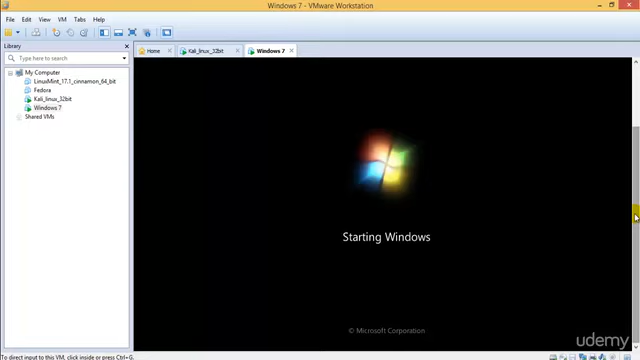 Windows 7 - VMware Workstation
File Edit View VM Tabs Help
Library
Type here to search
Home
Kali_linux_32bit
Windows 7
My Computer
LinuxMint_17.1_cinnamon_64_bit
Fedora
Kali_linux_32bit
Windows 7
Shared VMs
Starting Windows
© Microsoft Corporation
udemy
To direct input to this VM, click inside or press Ctrl+G.